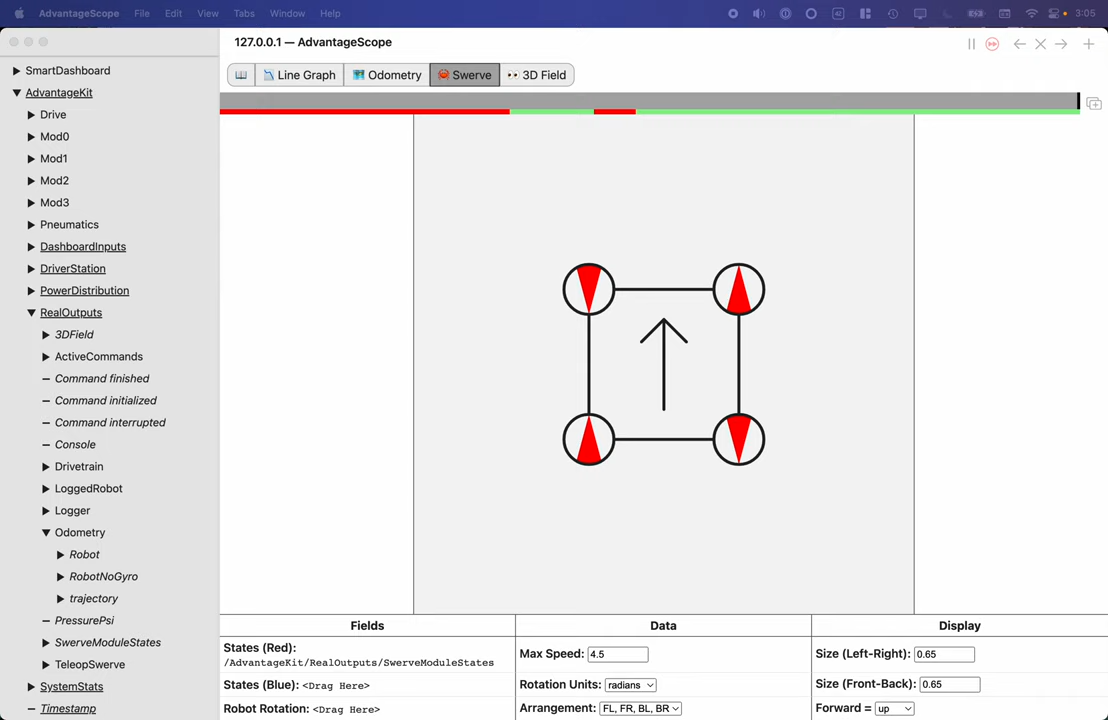 AdvantageScope File Edit View Tabs Window Help 3:05
127.0.0.1 — AdvantageScope
Line Graph Odometry Swerve 3D Field
SmartDashboard
AdvantageKit
Drive
Mod0
Mod1
Mod2
Mod3
Pneumatics
DashboardInputs
DriverStation
PowerDistribution
RealOutputs
3DField
ActiveCommands
Command finished
Command initialized
Command interrupted
Console
Drivetrain
LoggedRobot
Logger
Odometry
Robot
RobotNoGyro
trajectory
PressurePsi
SwerveModuleStates
TeleopSwerve
SystemStats
Timestamp
Fields Data Display
States (Red):
/AdvantageKit/RealOutputs/SwerveModuleStates
States (Blue): <Drag Here>
Robot Rotation: <Drag Here>
Max Speed: 4.5
Rotation Units: radians
Arrangement: FL, FR, BL, BR
Size (Left-Right): 0.65
Size (Front-Back): 0.65
Forward = up